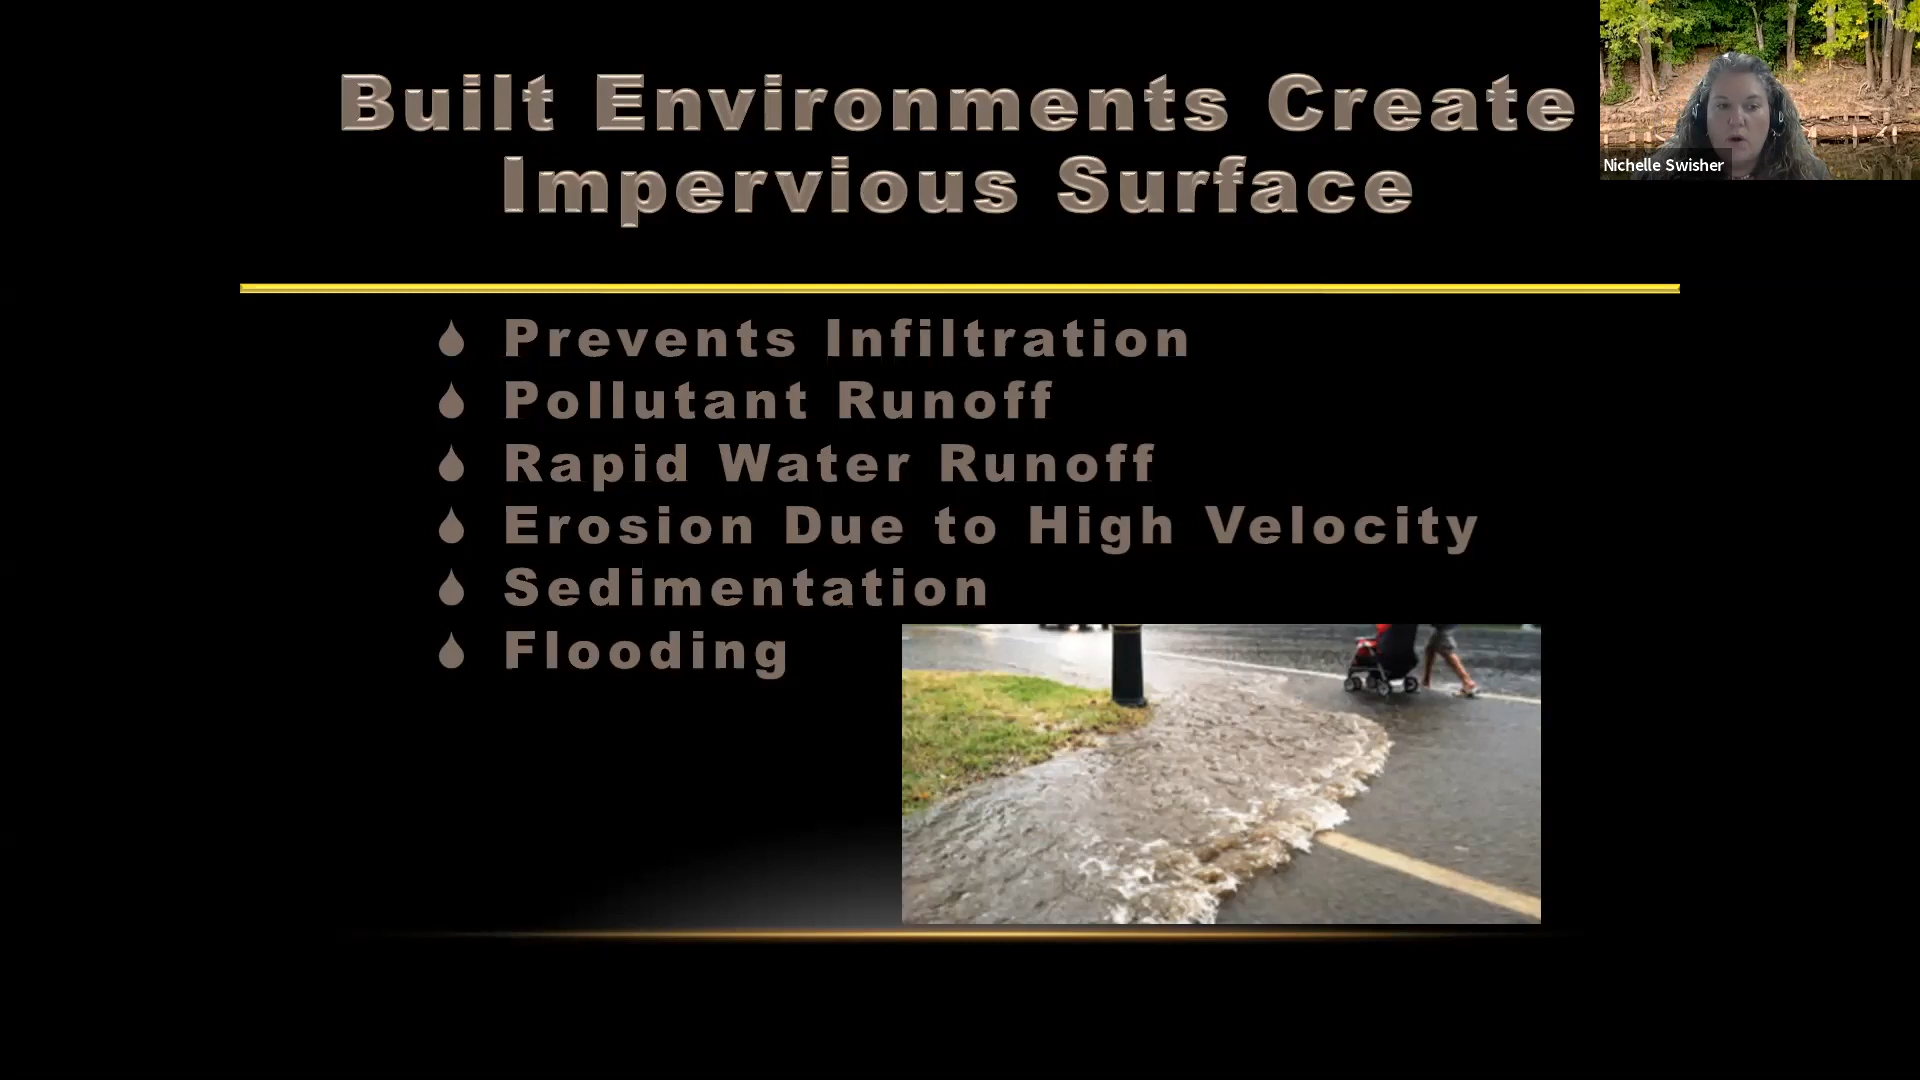 Built Environments Create
Impervious Surface
Nichelle Swisher
Prevents Infiltration
Pollutant Runoff
Rapid Water Runoff
Erosion Due to High Velocity
Sedimentation
Flooding